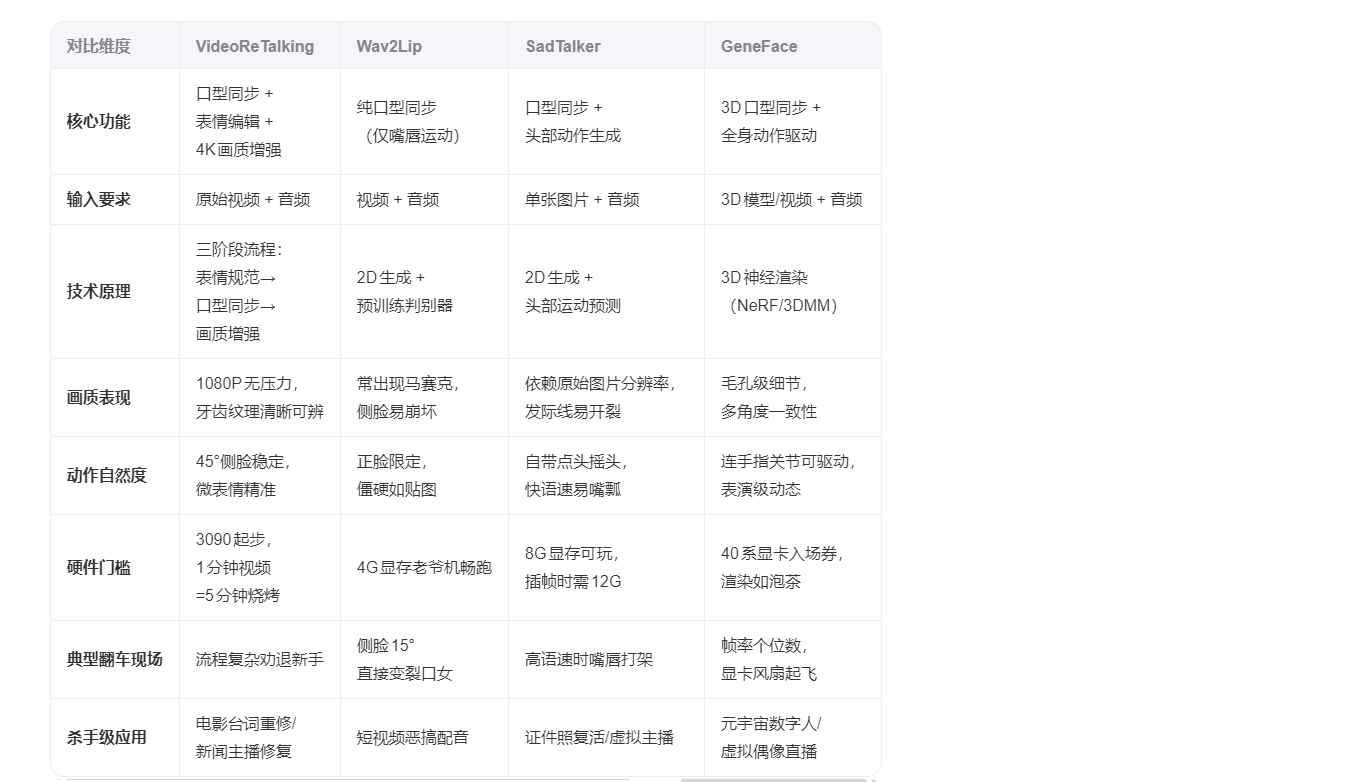 对比维度
VideoReTalking
Wav2Lip
SadTalker
GeneFace
核心功能
口型同步 +
表情编辑 +
4K画质增强
纯口型同步
（仅嘴唇运动）
口型同步 +
头部动作生成
3D口型同步 +
全身动作驱动
输入要求
原始视频 + 音频
视频 + 音频
单张图片 + 音频
3D模型/视频 + 音频
技术原理
三阶段流程：
表情规范→
口型同步→
画质增强
2D生成 +
预训练判别器
2D生成 +
头部运动预测
3D神经渲染
（NeRF/3DMM）
画质表现
1080P无压力，
牙齿纹理清晰可辨
常出现马赛克，
侧脸易崩坏
依赖原始图片分辨率，
发际线易开裂
毛孔级细节，
多角度一致性
动作自然度
45°侧脸稳定，
微表情精准
正脸限定，
僵硬如贴图
自带点头摇头，
快语速易嘴瓢
连手指关节可驱动，
表演级动态
硬件门槛
3090起步，
1分钟视频
=5分钟烧烤
4G显存老爷机畅跑
8G显存可玩，
插帧时需12G
40系显卡入场券，
渲染如泡茶
典型翻车现场
流程复杂劝退新手
侧脸15°
直接变裂口女
高语速时嘴唇打架
帧率个位数，
显卡风扇起飞
杀手级应用
电影台词重修/
新闻主播修复
短视频恶搞配音
证件照复活/虚拟主播
元宇宙数字人/
虚拟偶像直播